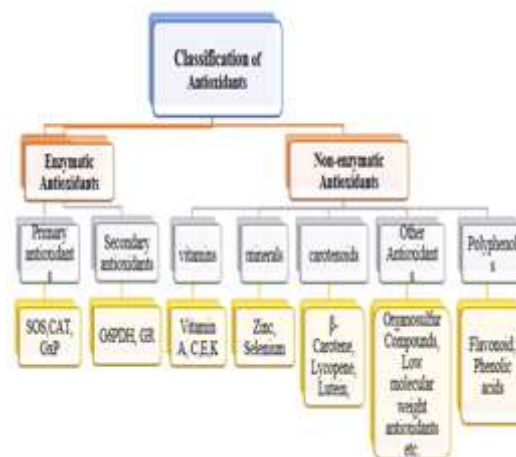 Classification of
Antioxidants
Enzymatic
Antioxidants
Non-enzymatic
Antioxidants
Primary
antioxidant
s
Secondary
antioxidants
vitamins
minerals
carotenoids
Other
Antioxidant
s
Polyphenol
s
SOS,CAT,
GxP
G6PDH, GR
Vitamin
A, C,E,K
Zinc,
Selenium
β-
Carotene,
Lycopene,
Lutein,
Organosulfur
Compounds,
Low
molecular
weight
antioxidants
etc.
Flavonoid,
Phenolic
acids